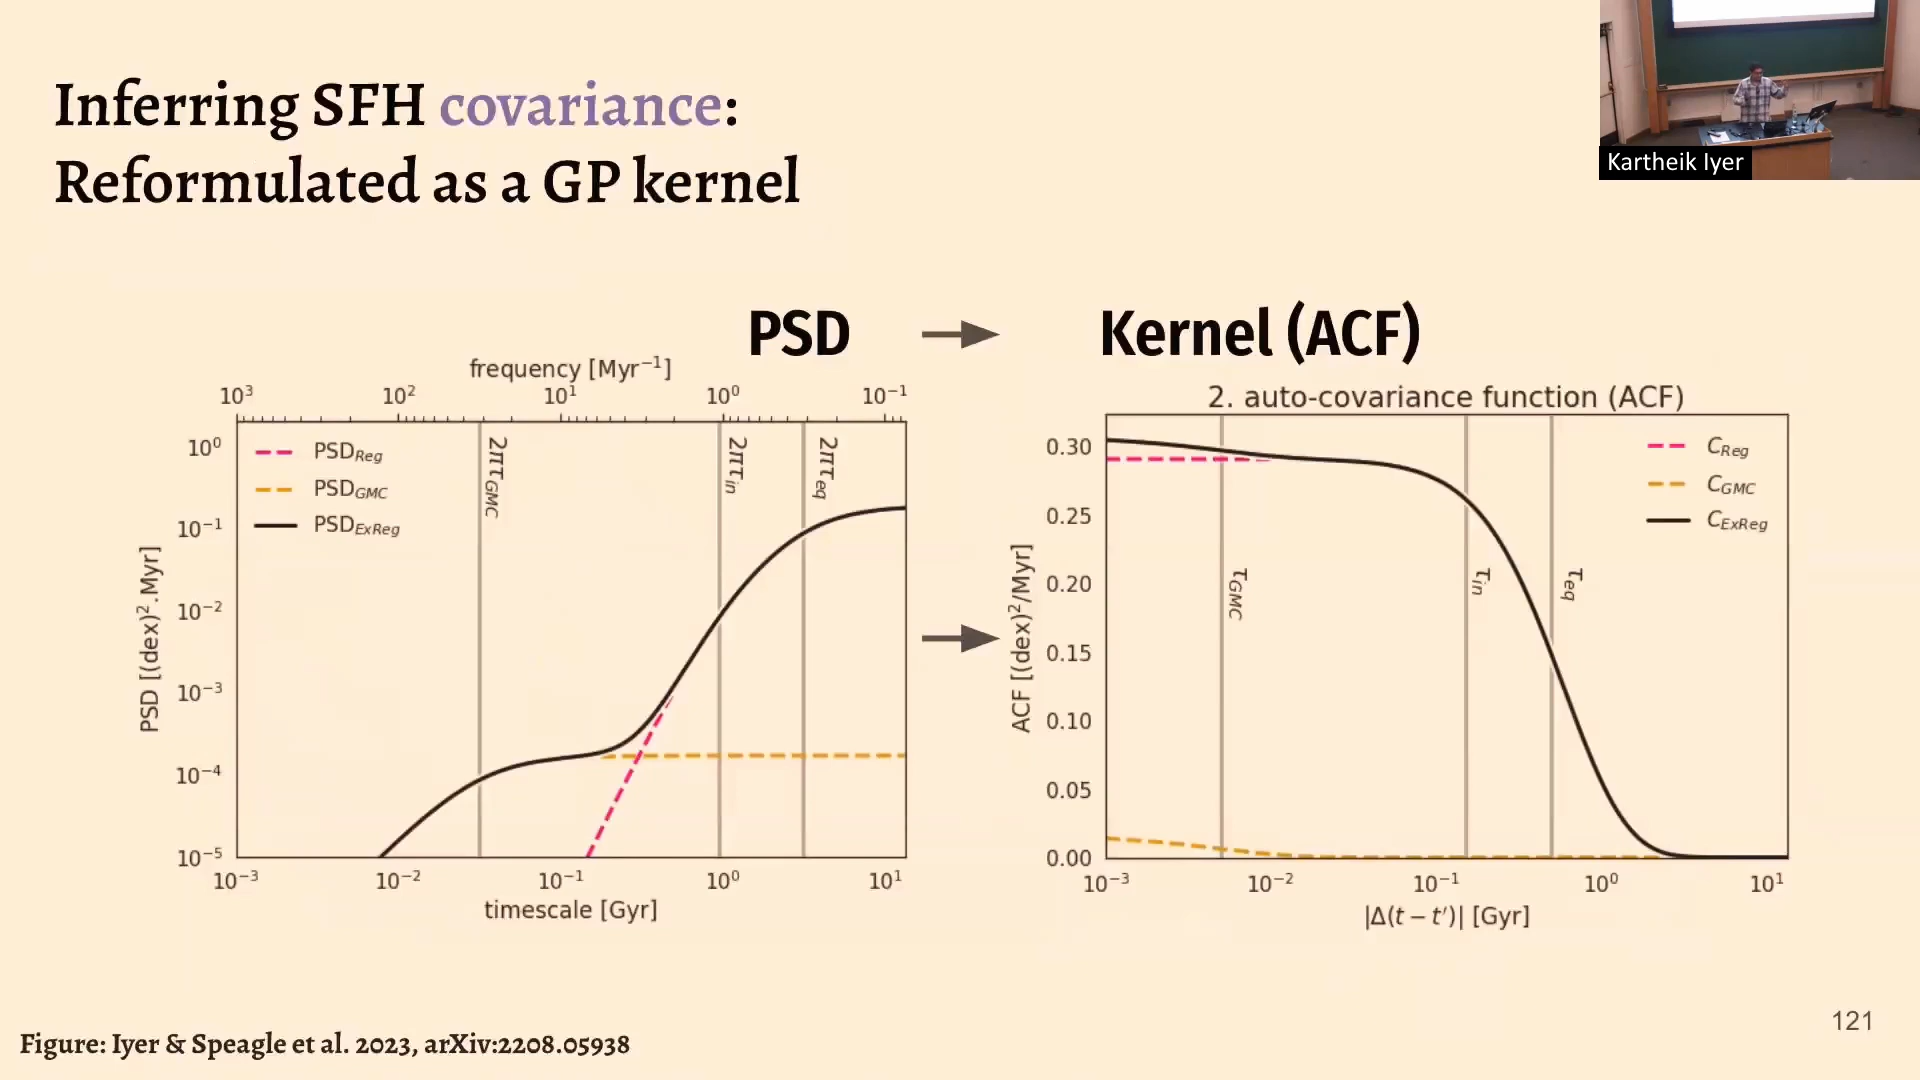 Inferring SFH covariance:
Reformulated as a GP kernel
Kartheik Iyer
PSD
Kernel (ACF)
frequency [Myr⁻¹]
10³ 10² 10¹ 10⁰ 10⁻¹
PSD_Reg
PSD_GMC
PSD_ExReg
2πτ_GMC
2πτ_in
2πτ_eq
PSD [(dex)².Myr]
10⁰
10⁻¹
10⁻²
10⁻³
10⁻⁴
10⁻⁵
10⁻³ 10⁻² 10⁻¹ 10⁰ 10¹
timescale [Gyr]
2. auto-covariance function (ACF)
C_Reg
C_GMC
C_ExReg
τ_GMC
τ_in
τ_eq
ACF [(dex)²/Myr]
0.30
0.25
0.20
0.15
0.10
0.05
0.00
10⁻³ 10⁻² 10⁻¹ 10⁰ 10¹
|Δ(t − t′)| [Gyr]
121
Figure: Iyer & Speagle et al. 2023, arXiv:2208.05938